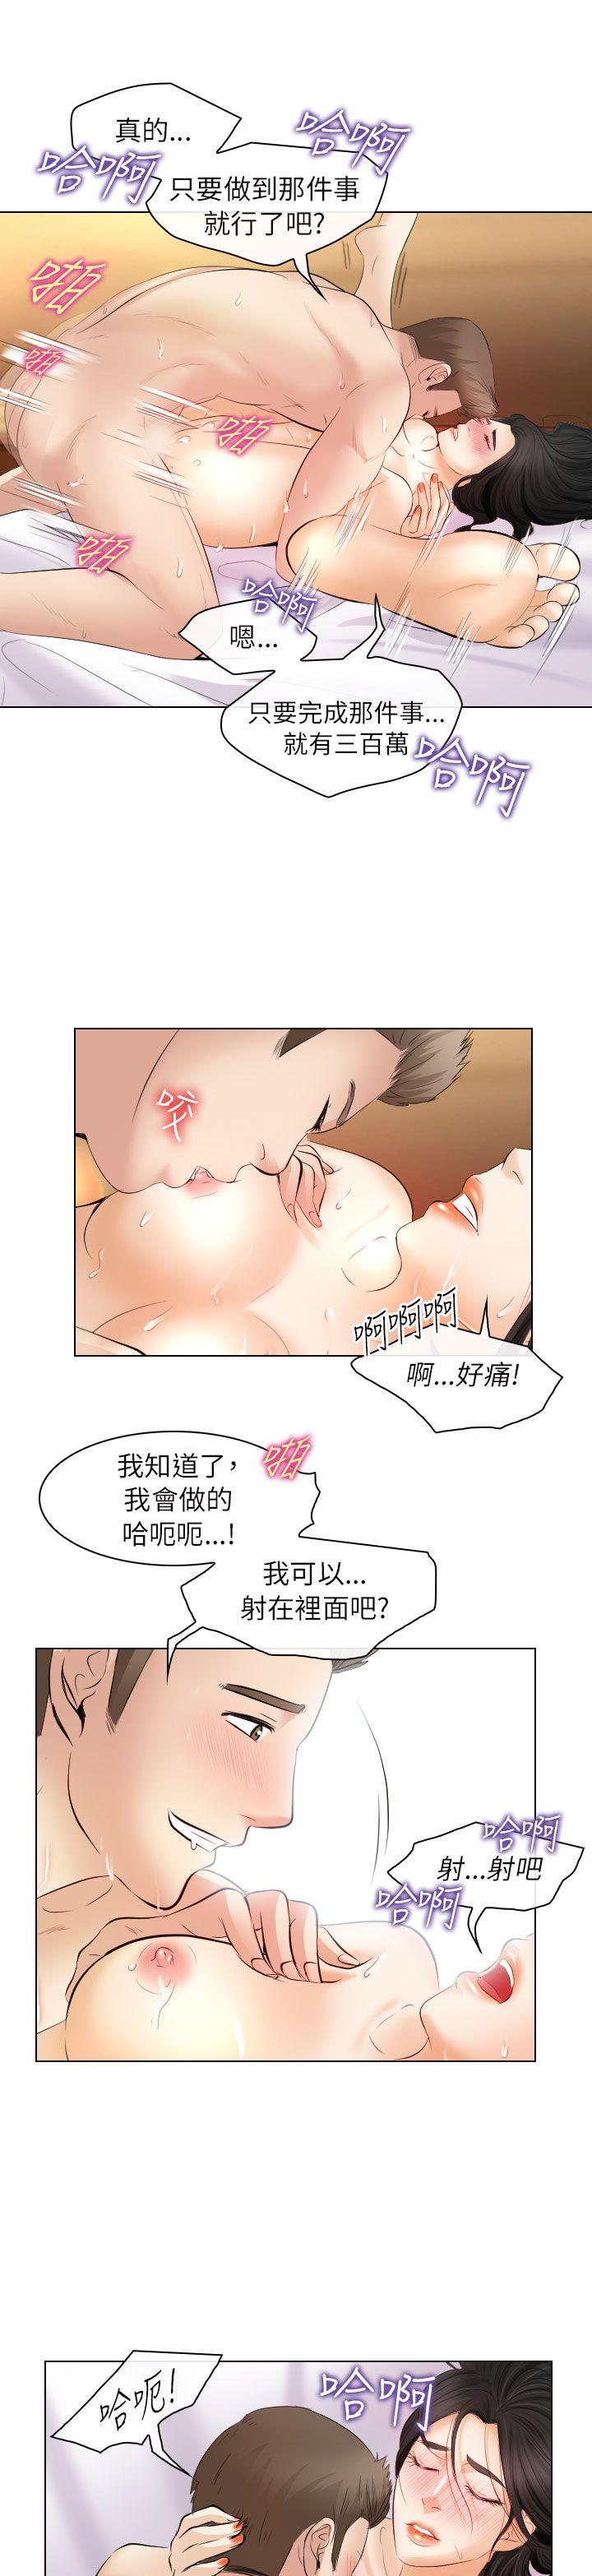 真的...
哈啊
哈啊
只要做到那件事
就行了吧?
啪
啪
啪
啪
哈啊
嗯...
只要完成那件事...
就有三百萬
哈啊
咬
啊啊啊
啊...好痛!
我知道了,
我會做的
哈呃呃...!
啪
我可以...
射在裡面吧?
哈啊
射...射吧
哈啊
哈呃!
哈啊